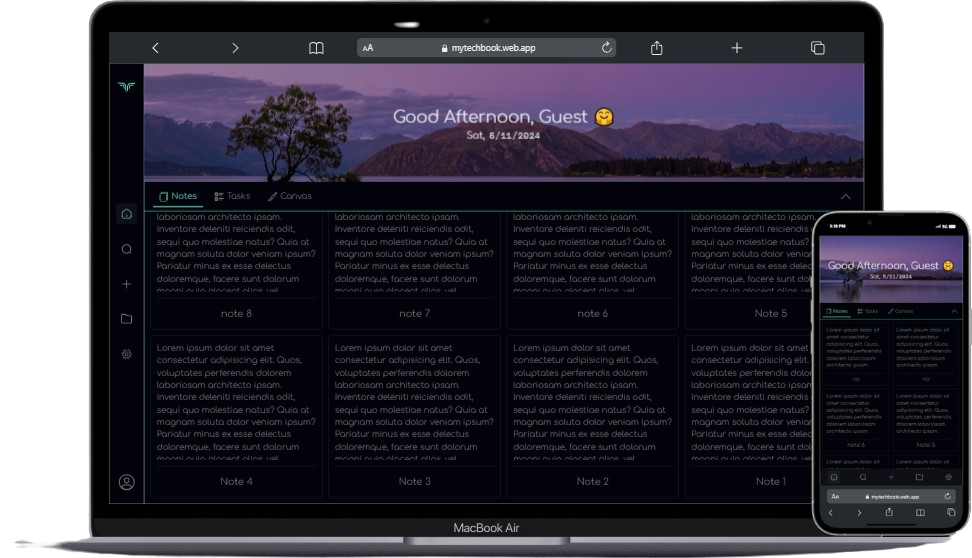 AA
mytechbook.web.app
Good Afternoon, Guest 🤗
Sat, 5/11/2024
Notes
Tasks
Canvas
laboriosam architecto ipsam.
Inventore deleniti reiciendis odit,
sequi quo molestiae natus? Quia at
magnam soluta dolor veniam ipsum?
Pariatur minus ex esse delectus
doloremque, facere sunt dolorum
note 8
laboriosam architecto ipsam.
Inventore deleniti reiciendis odit,
sequi quo molestiae natus? Quia at
magnam soluta dolor veniam ipsum?
Pariatur minus ex esse delectus
doloremque, facere sunt dolorum
note 7
laboriosam architecto ipsam.
Inventore deleniti reiciendis odit,
sequi quo molestiae natus? Quia at
magnam soluta dolor veniam ipsum?
Pariatur minus ex esse delectus
doloremque, facere sunt dolorum
note 6
laboriosam architecto ipsam.
Inventore deleniti reiciendis
sequi quo molestiae natus?
magnam soluta dolor veniam
Pariatur minus ex esse
doloremque, facere sunt
Note 5
Lorem ipsum dolor sit amet
consectetur adipisicing elit. Quos,
voluptates perferendis dolorem
laboriosam architecto ipsam.
Inventore deleniti reiciendis odit,
sequi quo molestiae natus? Quia at
magnam soluta dolor veniam ipsum?
Pariatur minus ex esse delectus
doloremque, facere sunt dolorum
Note 4
Lorem ipsum dolor sit amet
consectetur adipisicing elit. Quos,
voluptates perferendis dolorem
laboriosam architecto ipsam.
Inventore deleniti reiciendis odit,
sequi quo molestiae natus? Quia at
magnam soluta dolor veniam ipsum?
Pariatur minus ex esse delectus
doloremque, facere sunt dolorum
Note 3
Lorem ipsum dolor sit amet
consectetur adipisicing elit. Quos,
voluptates perferendis dolorem
laboriosam architecto ipsam.
Inventore deleniti reiciendis odit,
sequi quo molestiae natus? Quia at
magnam soluta dolor veniam ipsum?
Pariatur minus ex esse delectus
doloremque, facere sunt dolorum
Note 2
Lorem ipsum dolor sit amet
consectetur adipisicing elit.
voluptates perferendis dolorem
laboriosam architecto ipsam.
Inventore deleniti reiciendis
sequi quo molestiae natus?
magnam soluta dolor veniam
Pariatur minus ex esse
doloremque, facere sunt
Note 1
MacBook Air
5:18 PM
5G
Good Afternoon, Guest 🤗
Sat, 5/11/2024
Notes
Tasks
Canvas
Lorem ipsum dolor sit
amet consectetur
adipisicing elit. Quos,
voluptates perferendis
dolorem laboriosam
architecto ipsam.
Lorem ipsum dolor sit
amet consectetur
adipisicing elit. Quos,
voluptates perferendis
dolorem laboriosam
architecto ipsam.
Lorem ipsum dolor sit
amet consectetur
adipisicing elit. Quos,
voluptates perferendis
dolorem laboriosam
architecto ipsam.
note 6
Lorem ipsum dolor sit
amet consectetur
adipisicing elit. Quos,
voluptates perferendis
dolorem laboriosam
architecto ipsam.
Note 5
Lorem ipsum dolor sit
Lorem ipsum dolor sit
AA
mytechbook.web.app